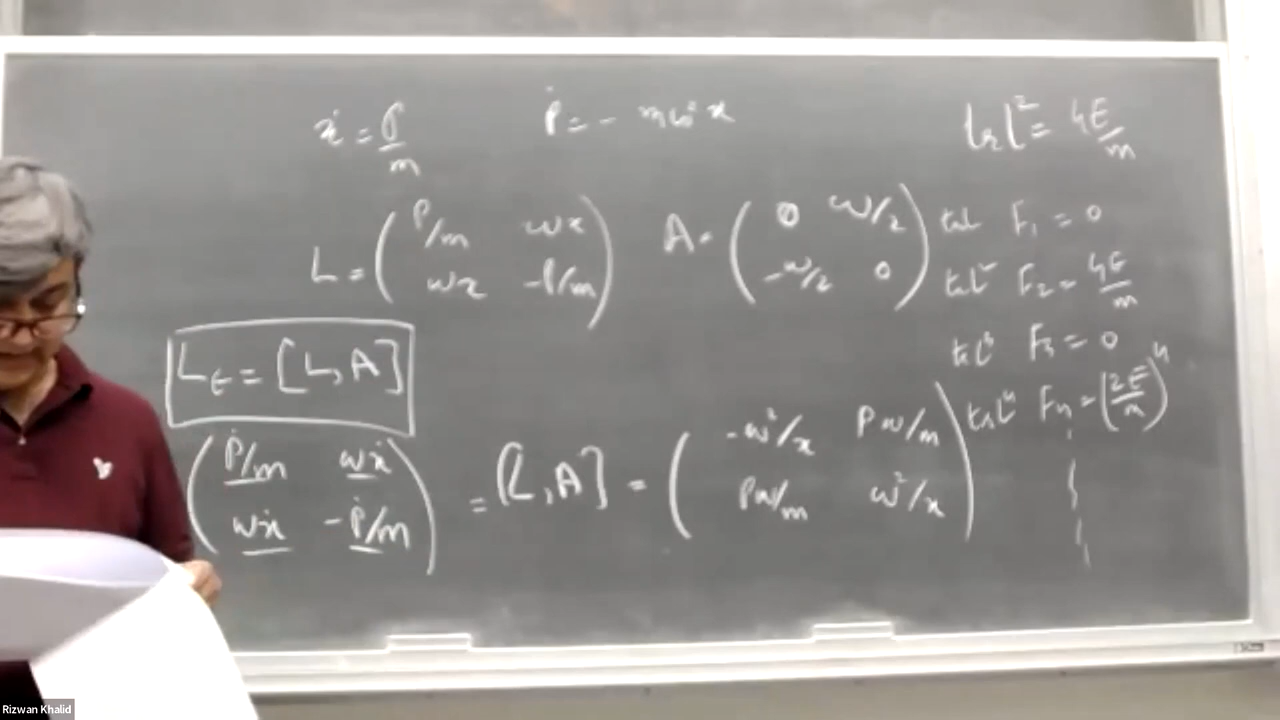 ẋ = P/m    Ṗ = - mω²x    tr L² = 4E/m
L = ( P/m  ωx ; ωx  -P/m )    A = ( 0  ω/2 ; -ω/2  0 )
tr L  F₁ = 0
tr L²  F₂ = 4E/m
L_t = [L, A]
tr L³  F₃ = 0
tr L⁴  F₄ = (2E/m)⁴
( Ṗ/m  ωẋ ; ωẋ  -Ṗ/m ) = [L, A] = ( -ω²/x  Pω/m ; Pω/m  ω²/x )
Rizwan Khalid